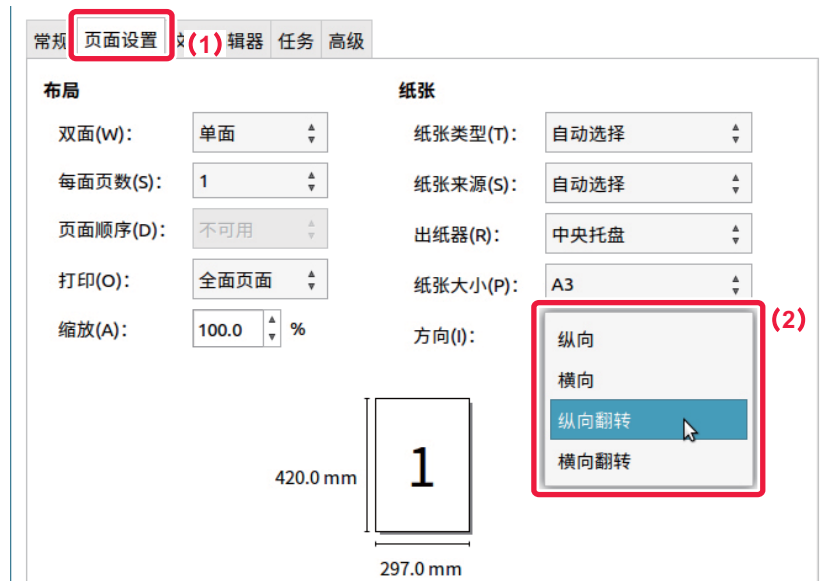 常规 页面设置 (1) 辑器 任务 高级
布局
双面(W): 单面
每面页数(S): 1
页面顺序(D): 不可用
打印(O): 全面页面
缩放(A): 100.0 %
纸张
纸张类型(T): 自动选择
纸张来源(S): 自动选择
出纸器(R): 中央托盘
纸张大小(P): A3
方向(I):
(2)
纵向
横向
纵向翻转
横向翻转
420.0 mm
1
297.0 mm